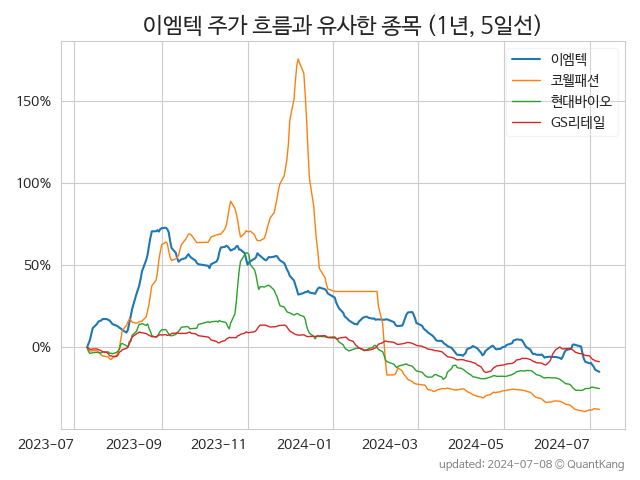 이엠텍 주가 흐름과 유사한 종목 (1년, 5일선)
이엠텍
코웰패션
현대바이오
GS리테일
150%
100%
50%
0%
2023-07 2023-09 2023-11 2024-01 2024-03 2024-05 2024-07
updated: 2024-07-08 © QuantKang